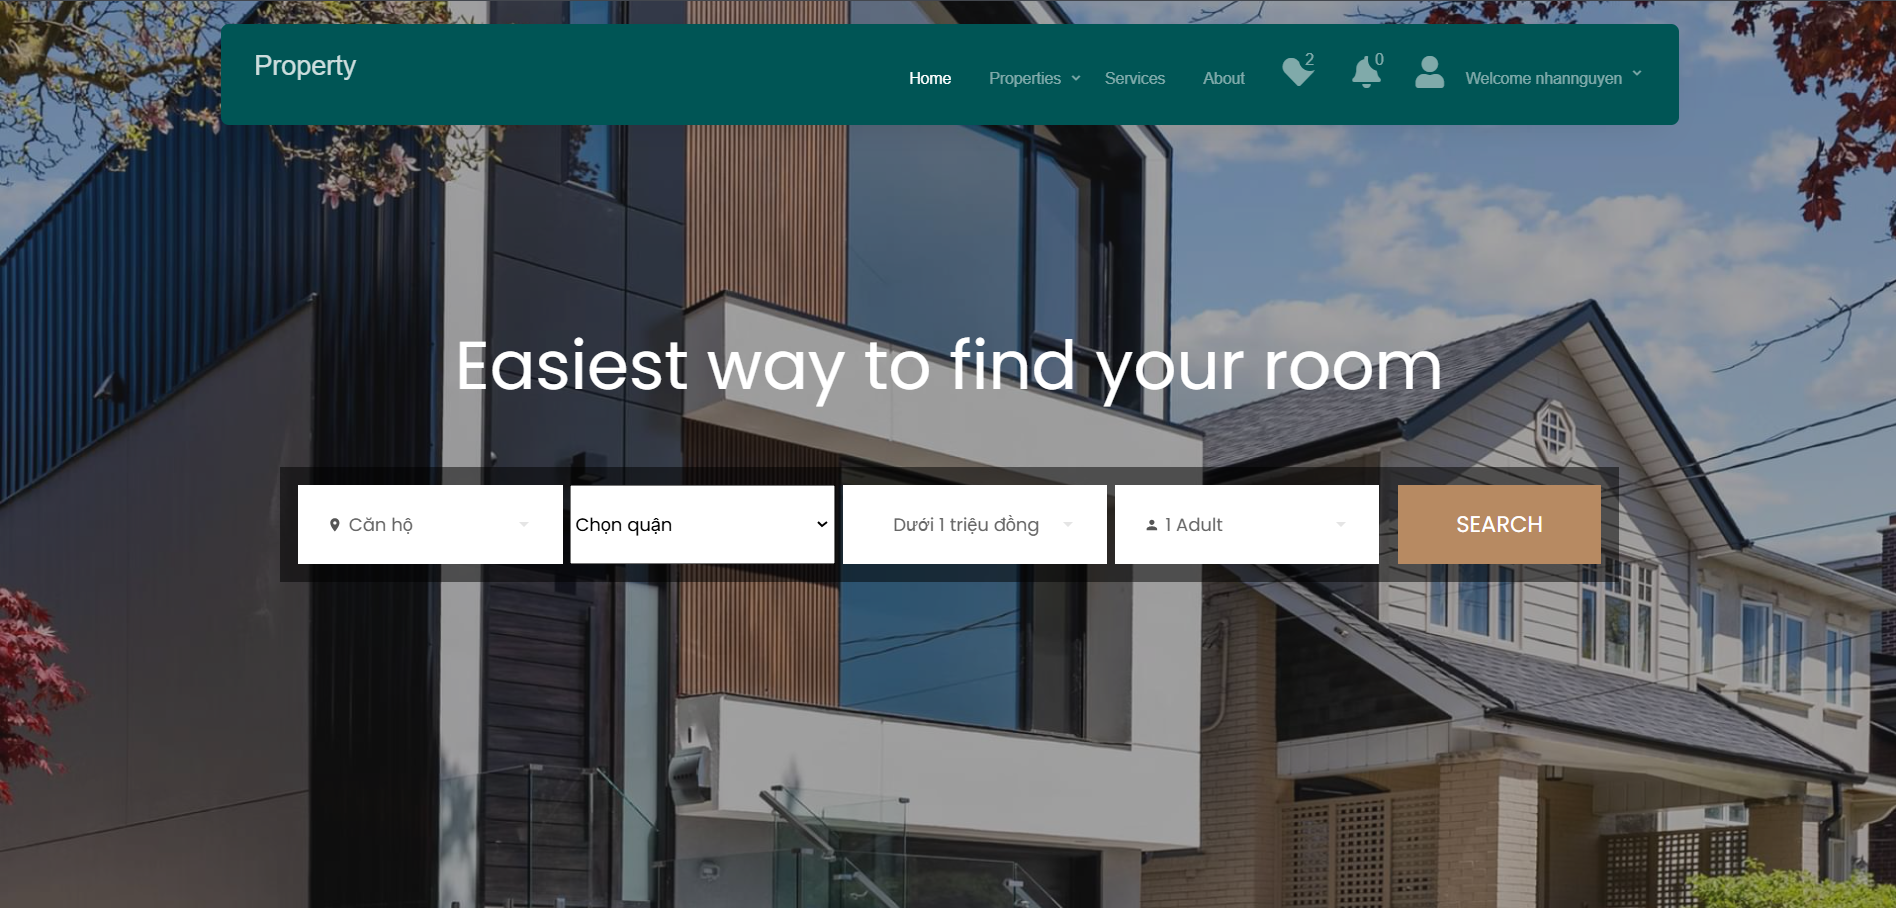 Property
Home Properties Services About 2 0 Welcome nhannguyen
Easiest way to find your room
Căn hộ Chọn quận Dưới 1 triệu đồng 1 Adult SEARCH